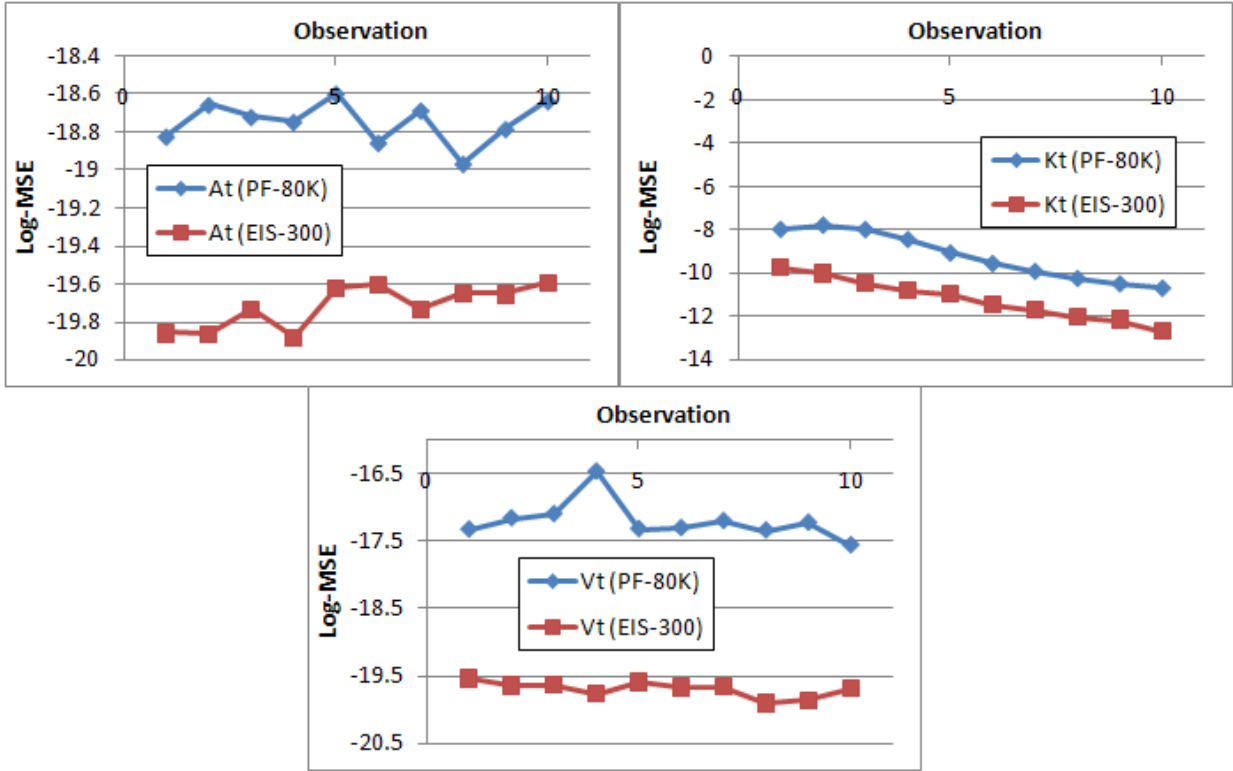 Observation
-18.4
-18.6
-18.8
-19
-19.2
-19.4
-19.6
-19.8
-20
0
5
10
Log-MSE
At (PF-80K)
At (EIS-300)
Observation
0
-2
-4
-6
-8
-10
-12
-14
0
5
10
Log-MSE
Kt (PF-80K)
Kt (EIS-300)
Observation
-16.5
-17.5
-18.5
-19.5
-20.5
0
5
10
Log-MSE
Vt (PF-80K)
Vt (EIS-300)